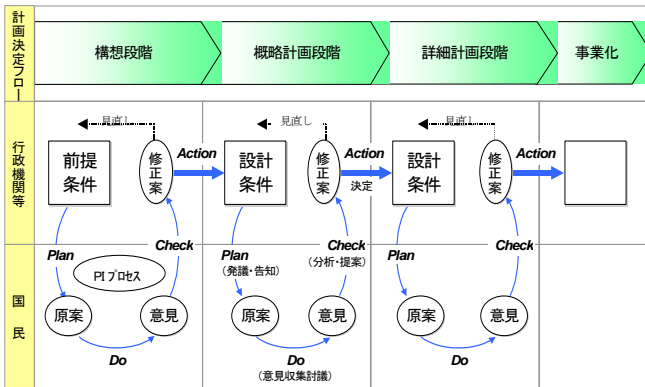 計画決定フロー
構想段階
概略計画段階
詳細計画段階
事業化
行政機関等
見直し
見直し
見直し
前提
条件
修正案
Action
設計
条件
修正案
Action
決定
設計
条件
修正案
Action
Plan
Check
Plan
(発議・告知)
Check
(分析・提案)
Plan
Check
国民
PIプロセス
原案
意見
原案
意見
原案
意見
Do
Do
(意見収集討議)
Do